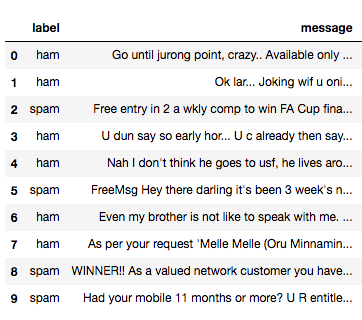 label message
0 ham Go until jurong point, crazy.. Available only ...
1 ham Ok lar... Joking wif u oni...
2 spam Free entry in 2 a wkly comp to win FA Cup fina...
3 ham U dun say so early hor... U c already then say...
4 ham Nah I don't think he goes to usf, he lives aro...
5 spam FreeMsg Hey there darling it's been 3 week's n...
6 ham Even my brother is not like to speak with me. ...
7 ham As per your request 'Melle Melle (Oru Minnamin...
8 spam WINNER!! As a valued network customer you have...
9 spam Had your mobile 11 months or more? U R entitle...